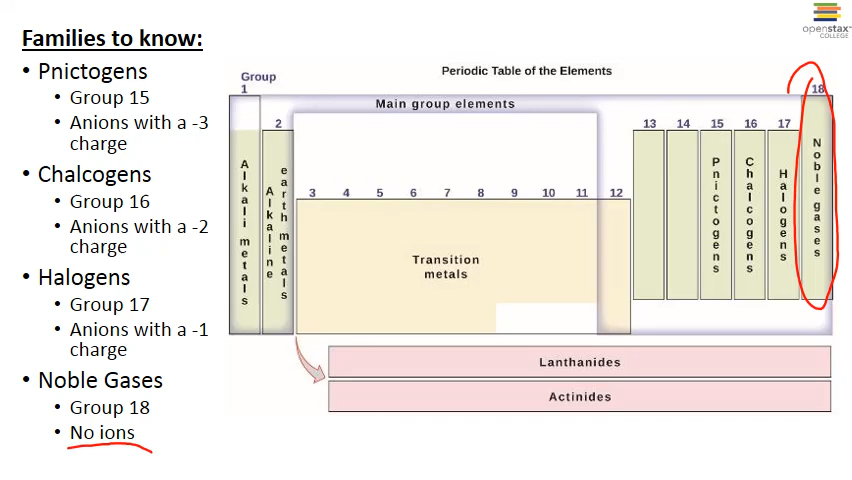 openstax
COLLEGE
Families to know:
• Pnictogens
• Group 15
• Anions with a -3
charge
• Chalcogens
• Group 16
• Anions with a -2
charge
• Halogens
• Group 17
• Anions with a -1
charge
• Noble Gases
• Group 18
• No ions
Periodic Table of the Elements
Group
1
18
Main group elements
2
13 14 15 16 17
3 4 5 6 7 8 9 10 11 12
Alkali metals
Alkaline
earth metals
Transition
metals
Pnictogens
Chalcogens
Halogens
Noble gases
Lanthanides
Actinides